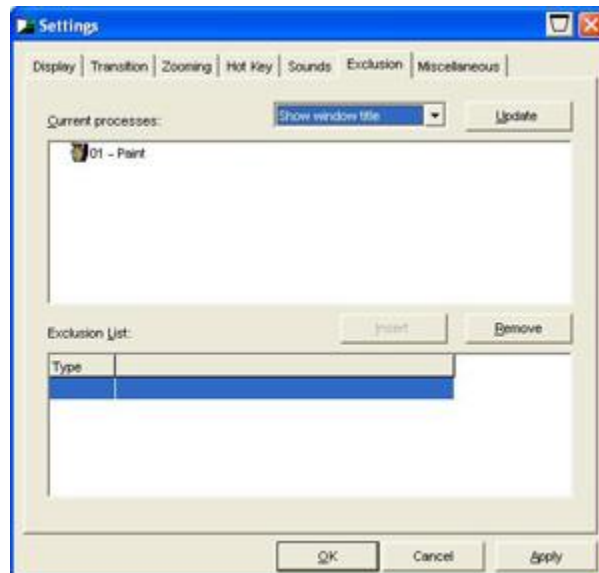 Settings
Display Transition Zooming Hot Key Sounds Exclusion Miscellaneous
Current processes: Show window title Update
01 - Paint
Exclusion List: Insert Remove
Type
OK Cancel Apply